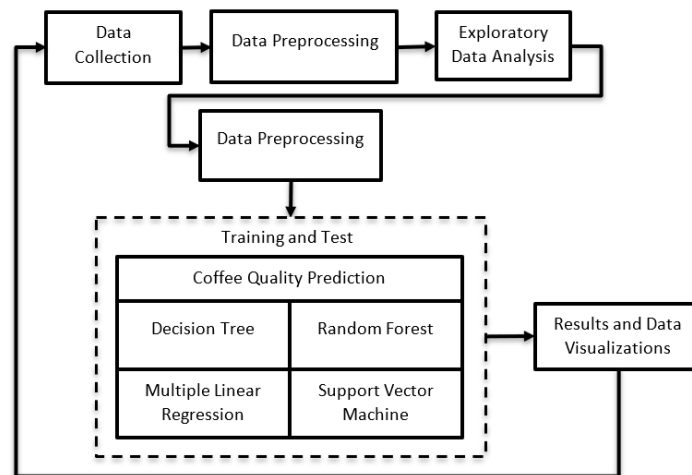 Data
Collection
Data Preprocessing
Exploratory
Data Analysis
Data Preprocessing
Training and Test
Coffee Quality Prediction
Decision Tree
Random Forest
Multiple Linear
Regression
Support Vector
Machine
Results and Data
Visualizations